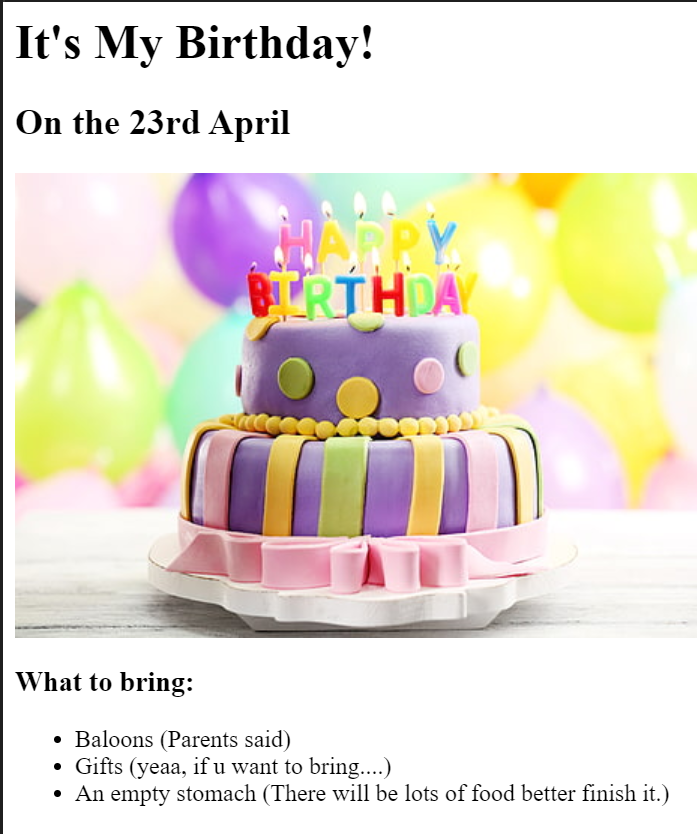 It's My Birthday!
On the 23rd April
HAPPY
BIRTHDAY
What to bring:
Baloons (Parents said)
Gifts (yeaa, if u want to bring....)
An empty stomach (There will be lots of food better finish it.)